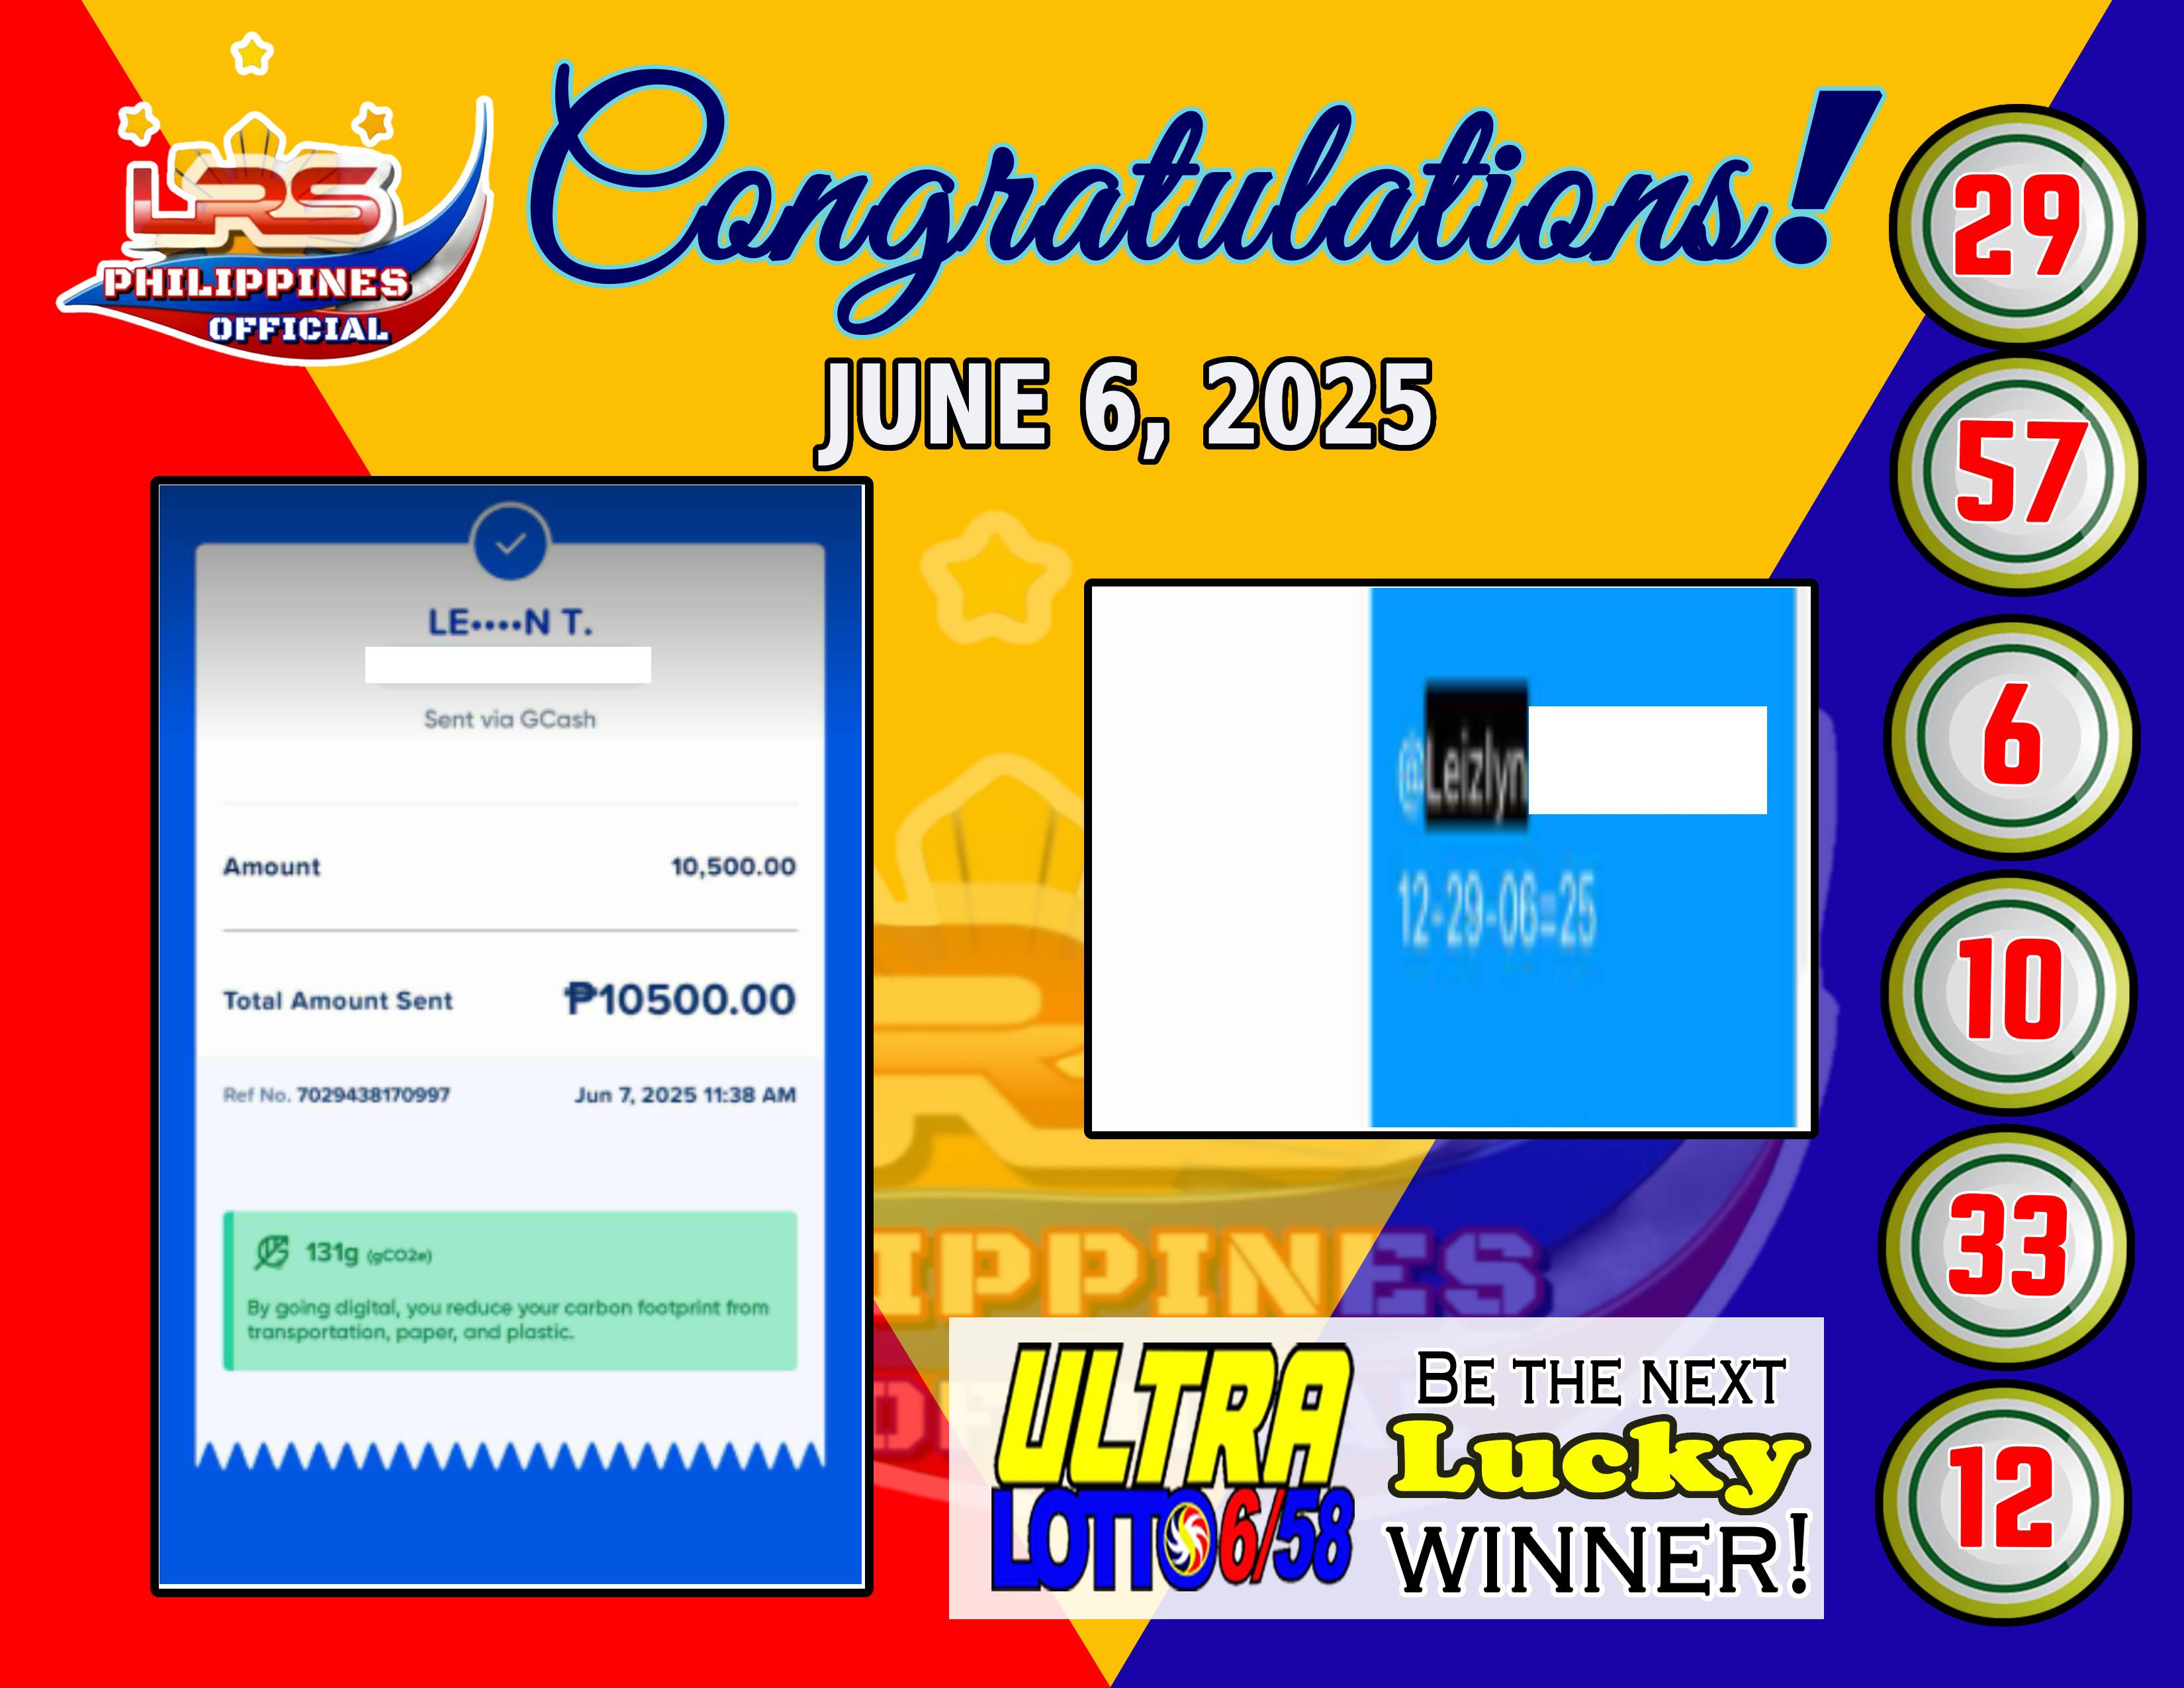 LRS
PHILIPPINES
OFFICIAL
Congratulations!
JUNE 6, 2025
LE••••N T.
Sent via GCash
Amount 10,500.00
Total Amount Sent ₱10500.00
Ref No. 7029438170997 Jun 7, 2025 11:38 AM
131g (gCO2e)
By going digital, you reduce your carbon footprint from
transportation, paper, and plastic.
@Leizlyn
12-29-06=25
IPPINES
ULTRA
LOTTO 6/58
BE THE NEXT
Lucky
WINNER!
29
57
6
10
33
12